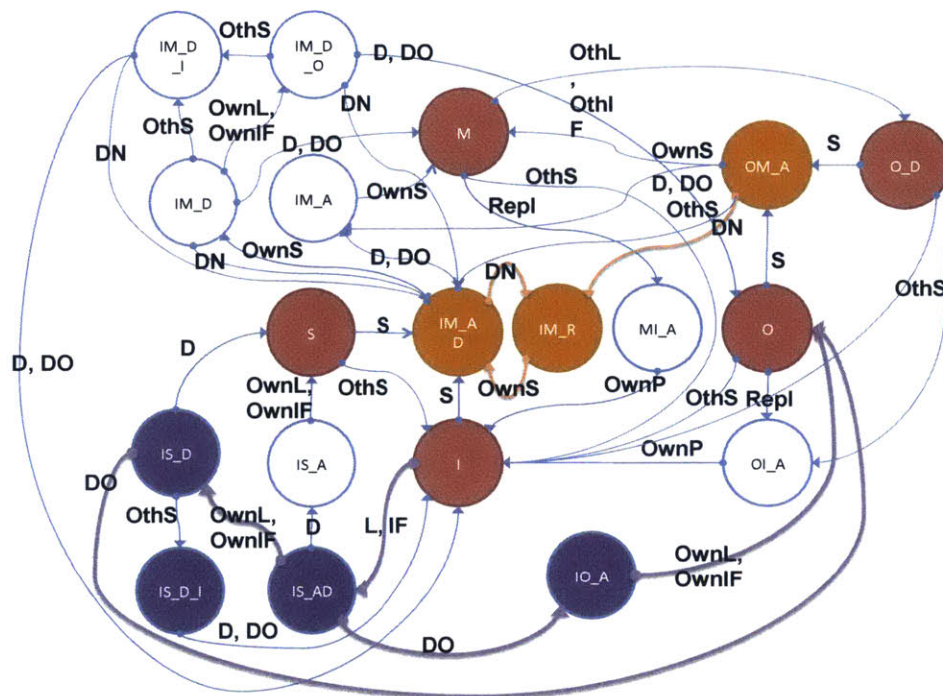 IM_D
_I
OthS
IM_D
_O
D, DO
OthL
,
OthI
F
OwnL,
OwnIF
DN
OthS
DN
D, DO
M
OwnS
OM_A
S
O_D
IM_D
IM_A
OwnS
OthS
Repl
D, DO
OthS
DN
OwnS
DN
D, DO
DN
S
OthS
S
S
IM_A
D
IM_R
MI_A
O
D
D, DO
OwnL,
OwnIF
OthS
OwnS
S
OwnP
OthS
Repl
IS_D
IS_A
I
OwnP
OI_A
DO
OthS
OwnL,
OwnIF
D
L, IF
OwnL,
OwnIF
IS_D_I
IS_AD
IO_A
D, DO
DO